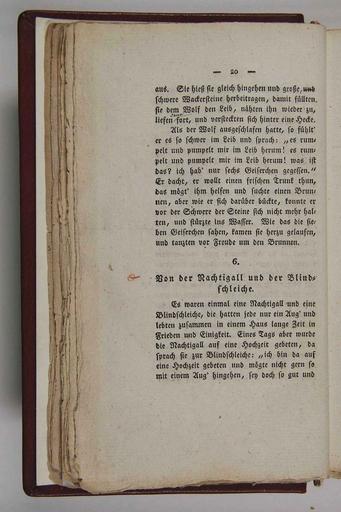 — 20 —
aus. Sie hieß sie gleich hingehen und große, und
schwere Wackersteine herbeitragen, damit füllten
sie dem Wolf den Leib, nähten ihn wieder zu,
liefen fort, und versteckten sich hinter eine Hecke.
Als der Wolf ausgeschlafen hatte, so fühlt'
er es so schwer im Leib und sprach: „es rum-
pelt und pumpelt mir im Leib herum! es rum-
pelt und pumpelt mir im Leib herum! was ist
das? ich hab' nur sechs Geiserchen gegessen.“
Er dacht, er wollt einen frischen Trunk thun,
das mögt' ihm helfen und suchte einen Brun-
nen, aber wie er sich darüber bückte, konnte er
vor der Schwere der Steine sich nicht mehr hal-
ten, und stürzte ins Wasser. Wie das die sie-
ben Geiserchen sahen, kamen sie herzu gelaufen,
und tanzten vor Freude um den Brunnen.
6.
Von der Nachtigall und der Blind-
schleiche.
Es waren einmal eine Nachtigall und eine
Blindschleiche, die hatten jede nur ein Aug' und
lebten zusammen in einem Haus lange Zeit in
Frieden und Einigkeit. Eines Tags aber wurde
die Nachtigall auf eine Hochzeit gebeten, da
sprach sie zur Blindschleiche: „ich bin da auf
eine Hochzeit gebeten und mögte nicht gern so
mit einem Aug' hingehen, sey doch so gut und